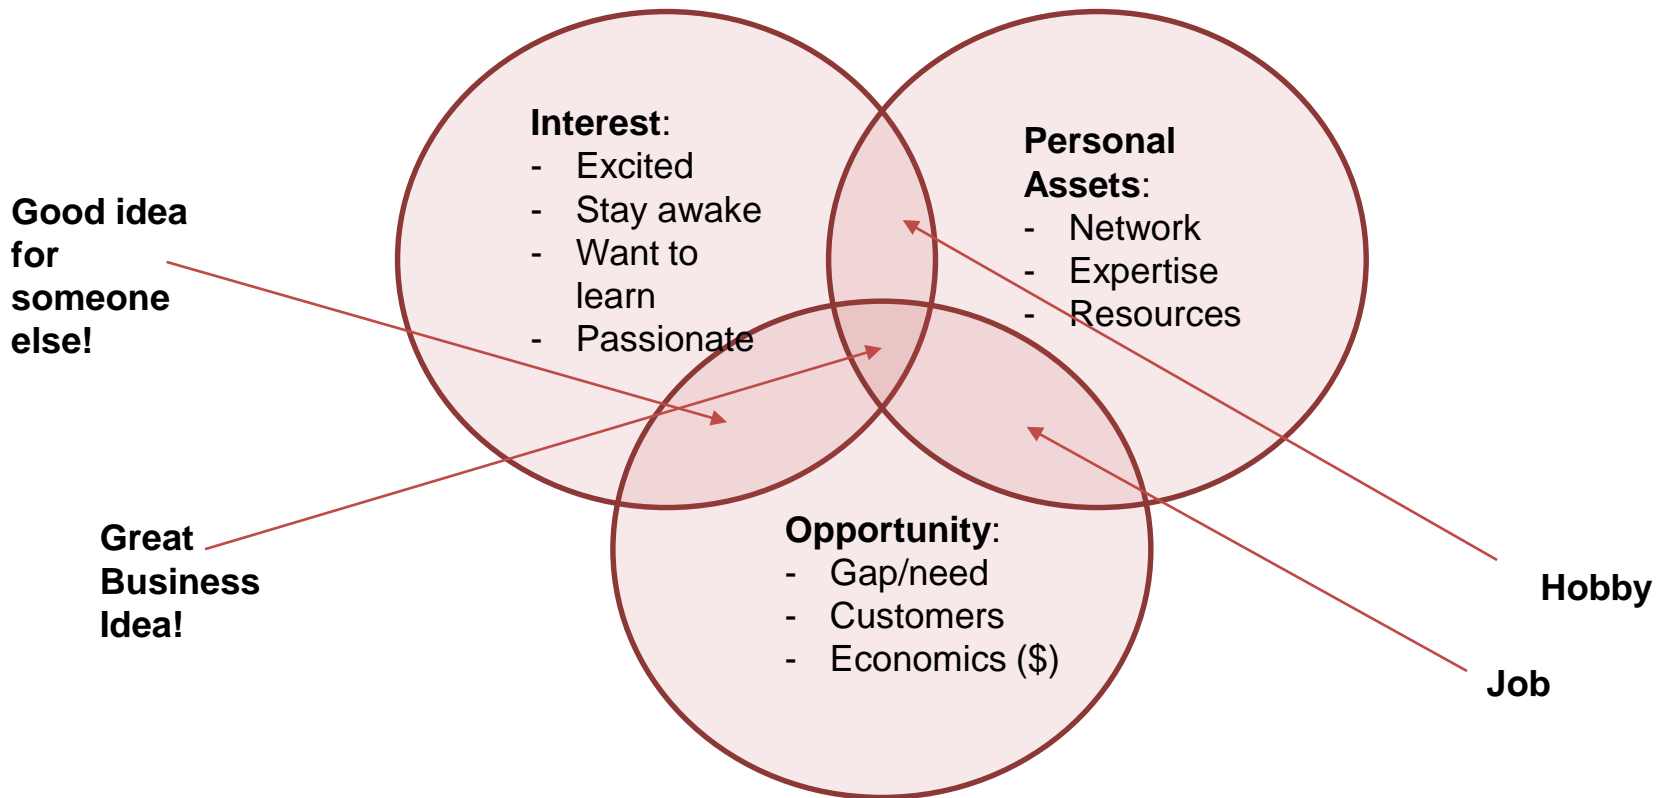 Interest:
- Excited
- Stay awake
- Want to
learn
- Passionate
Personal
Assets:
- Network
- Expertise
- Resources
Good idea
for
someone
else!
Great
Business
Idea!
Opportunity:
- Gap/need
- Customers
- Economics ($)
Hobby
Job